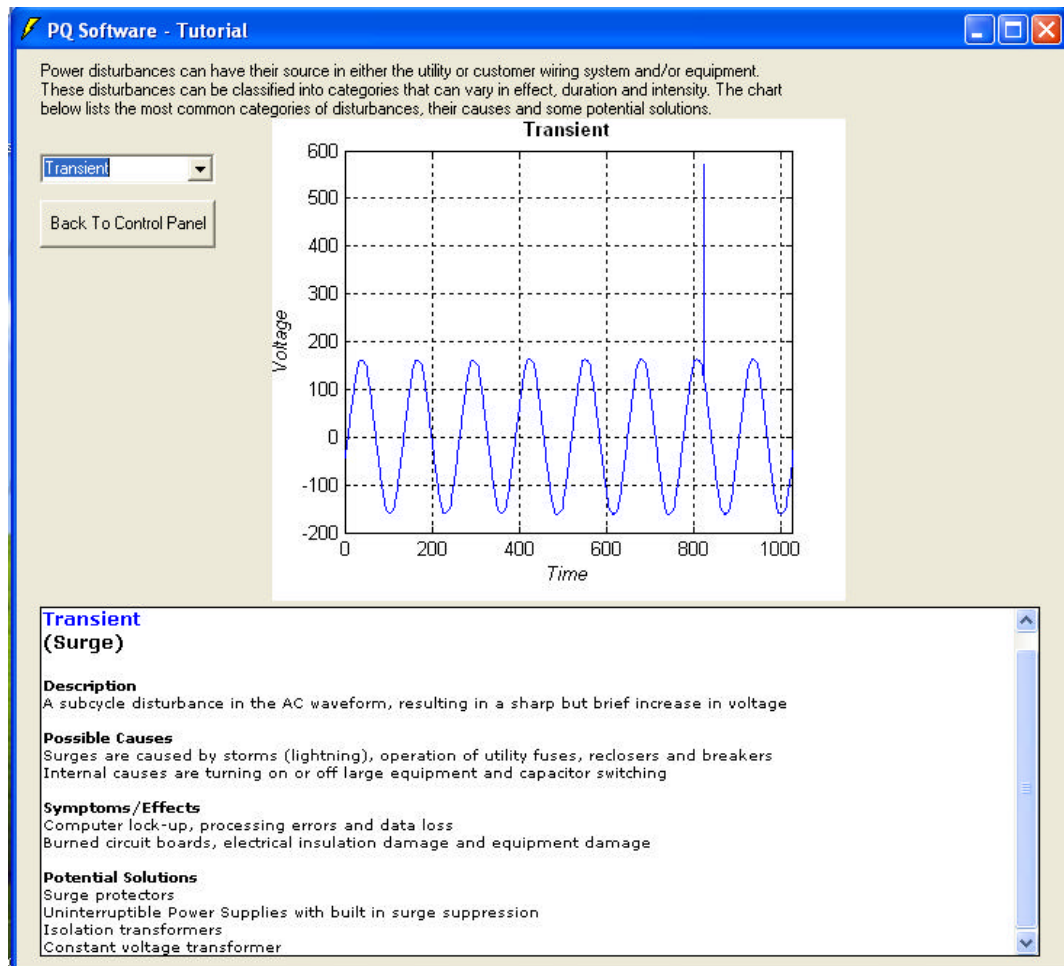 PQ Software - Tutorial
Power disturbances can have their source in either the utility or customer wiring system and/or equipment.
These disturbances can be classified into categories that can vary in effect, duration and intensity. The chart
below lists the most common categories of disturbances, their causes and some potential solutions.
Transient
Back To Control Panel
Transient
600
500
400
300
200
100
0
-100
-200
Voltage
0 200 400 600 800 1000
Time
Transient
(Surge)
Description
A subcycle disturbance in the AC waveform, resulting in a sharp but brief increase in voltage
Possible Causes
Surges are caused by storms (lightning), operation of utility fuses, reclosers and breakers
Internal causes are turning on or off large equipment and capacitor switching
Symptoms/Effects
Computer lock-up, processing errors and data loss
Burned circuit boards, electrical insulation damage and equipment damage
Potential Solutions
Surge protectors
Uninterruptible Power Supplies with built in surge suppression
Isolation transformers
Constant voltage transformer